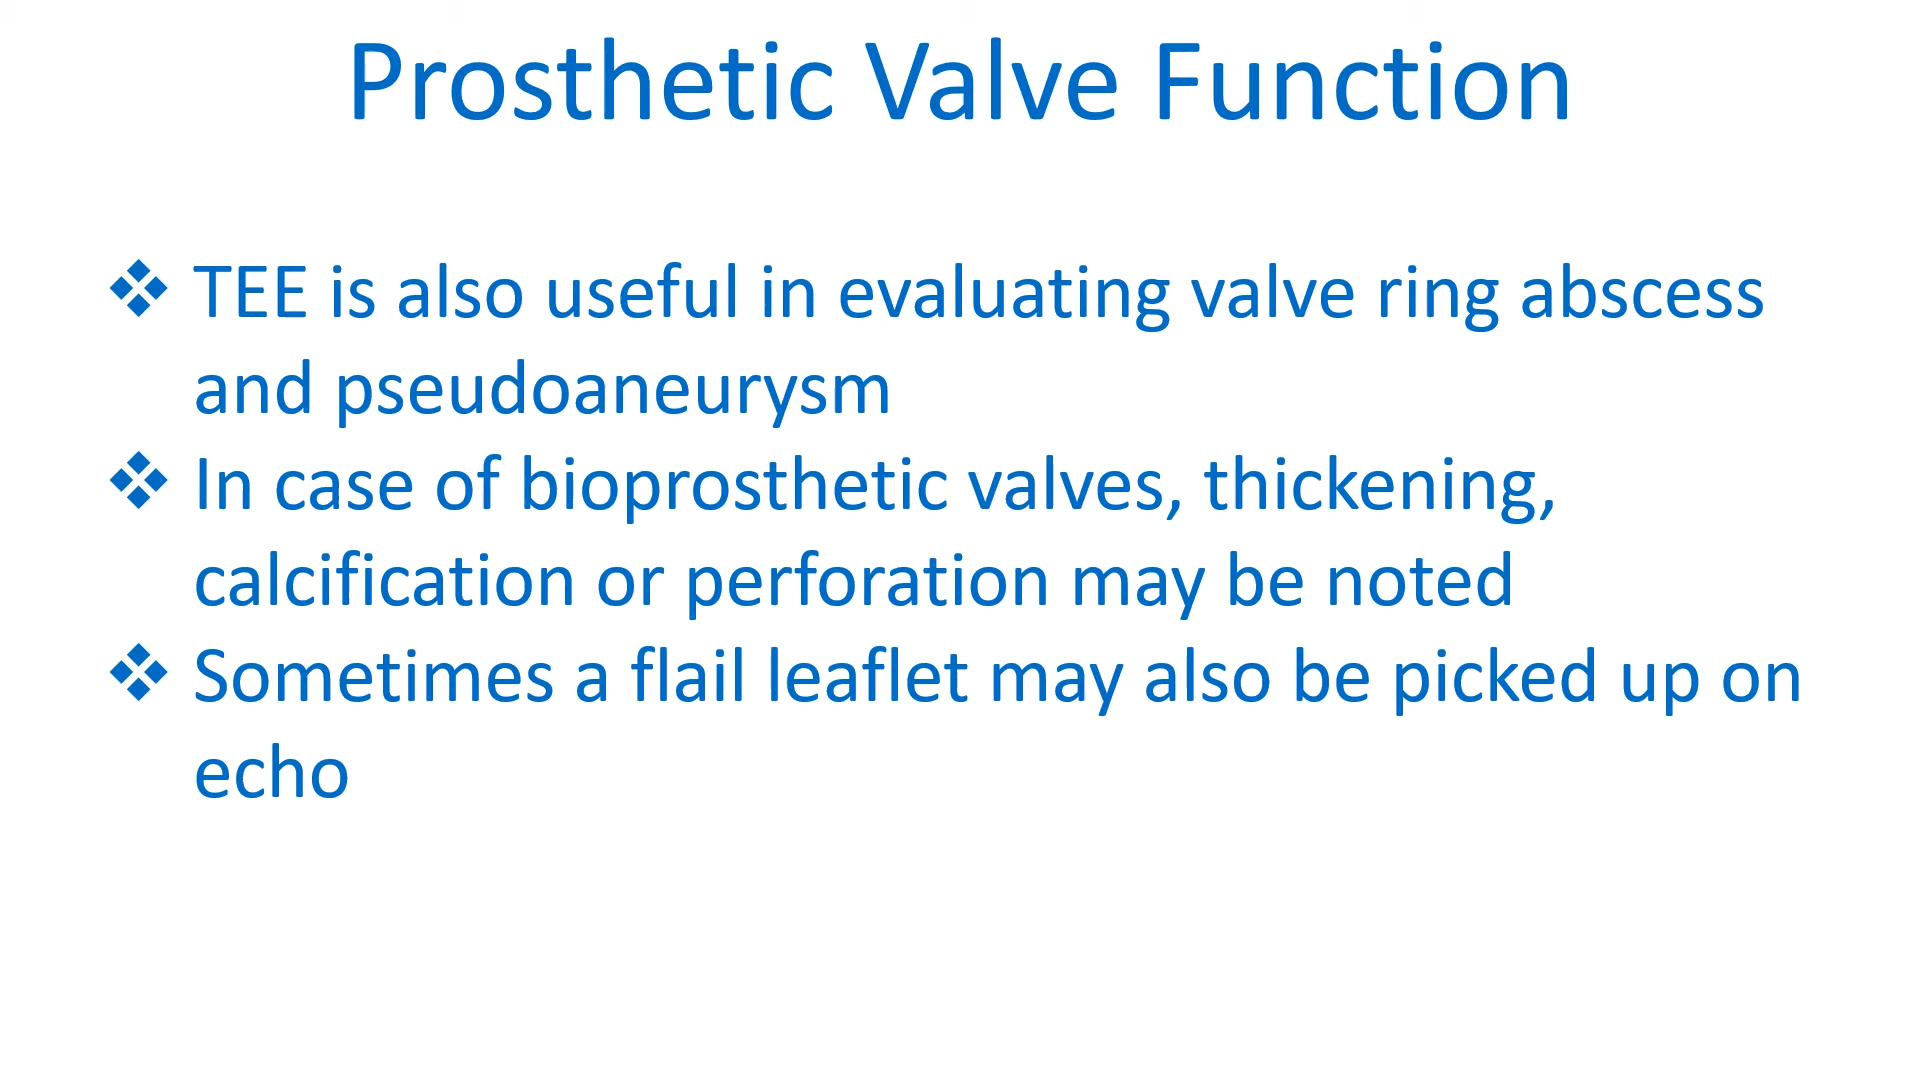 Prosthetic Valve Function
❖ TEE is also useful in evaluating valve ring abscess
and pseudoaneurysm
❖ In case of bioprosthetic valves, thickening,
calcification or perforation may be noted
❖ Sometimes a flail leaflet may also be picked up on
echo